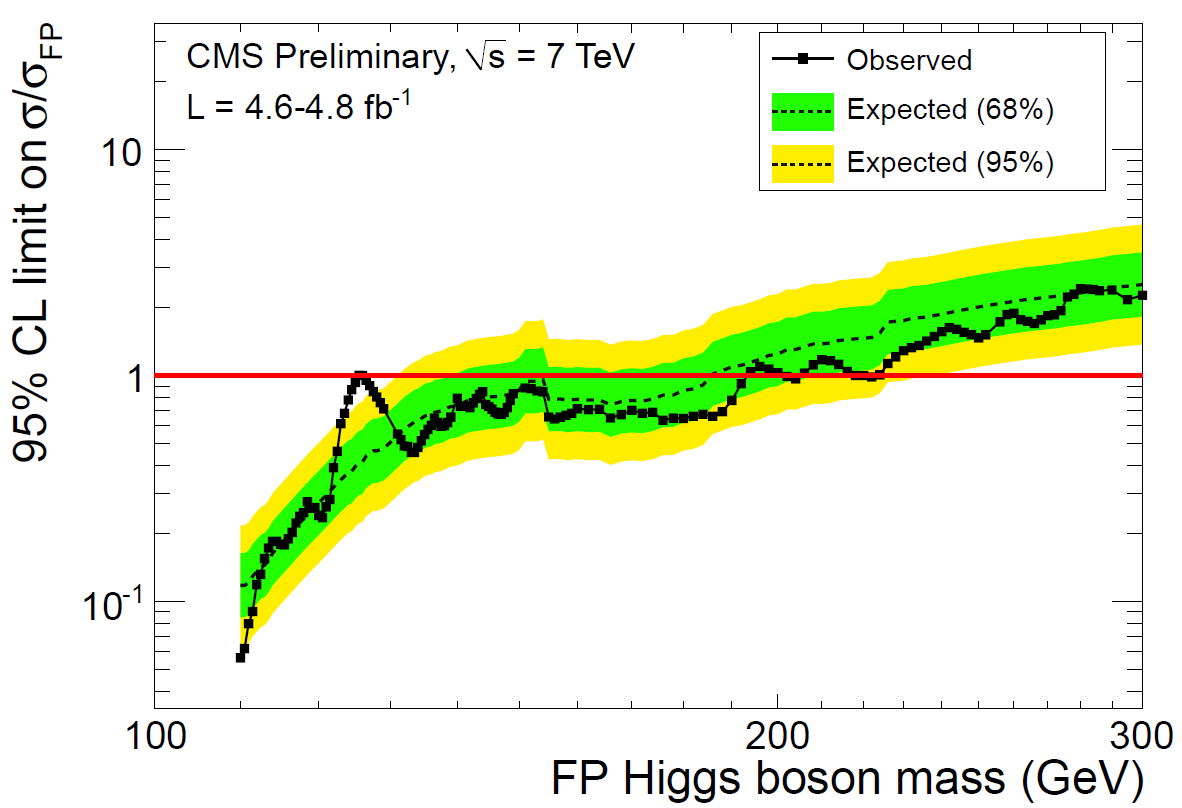 95% CL limit on σ/σFP
CMS Preliminary, √s = 7 TeV
L = 4.6-4.8 fb⁻¹
Observed
Expected (68%)
Expected (95%)
10
1
10⁻¹
100
200
300
FP Higgs boson mass (GeV)